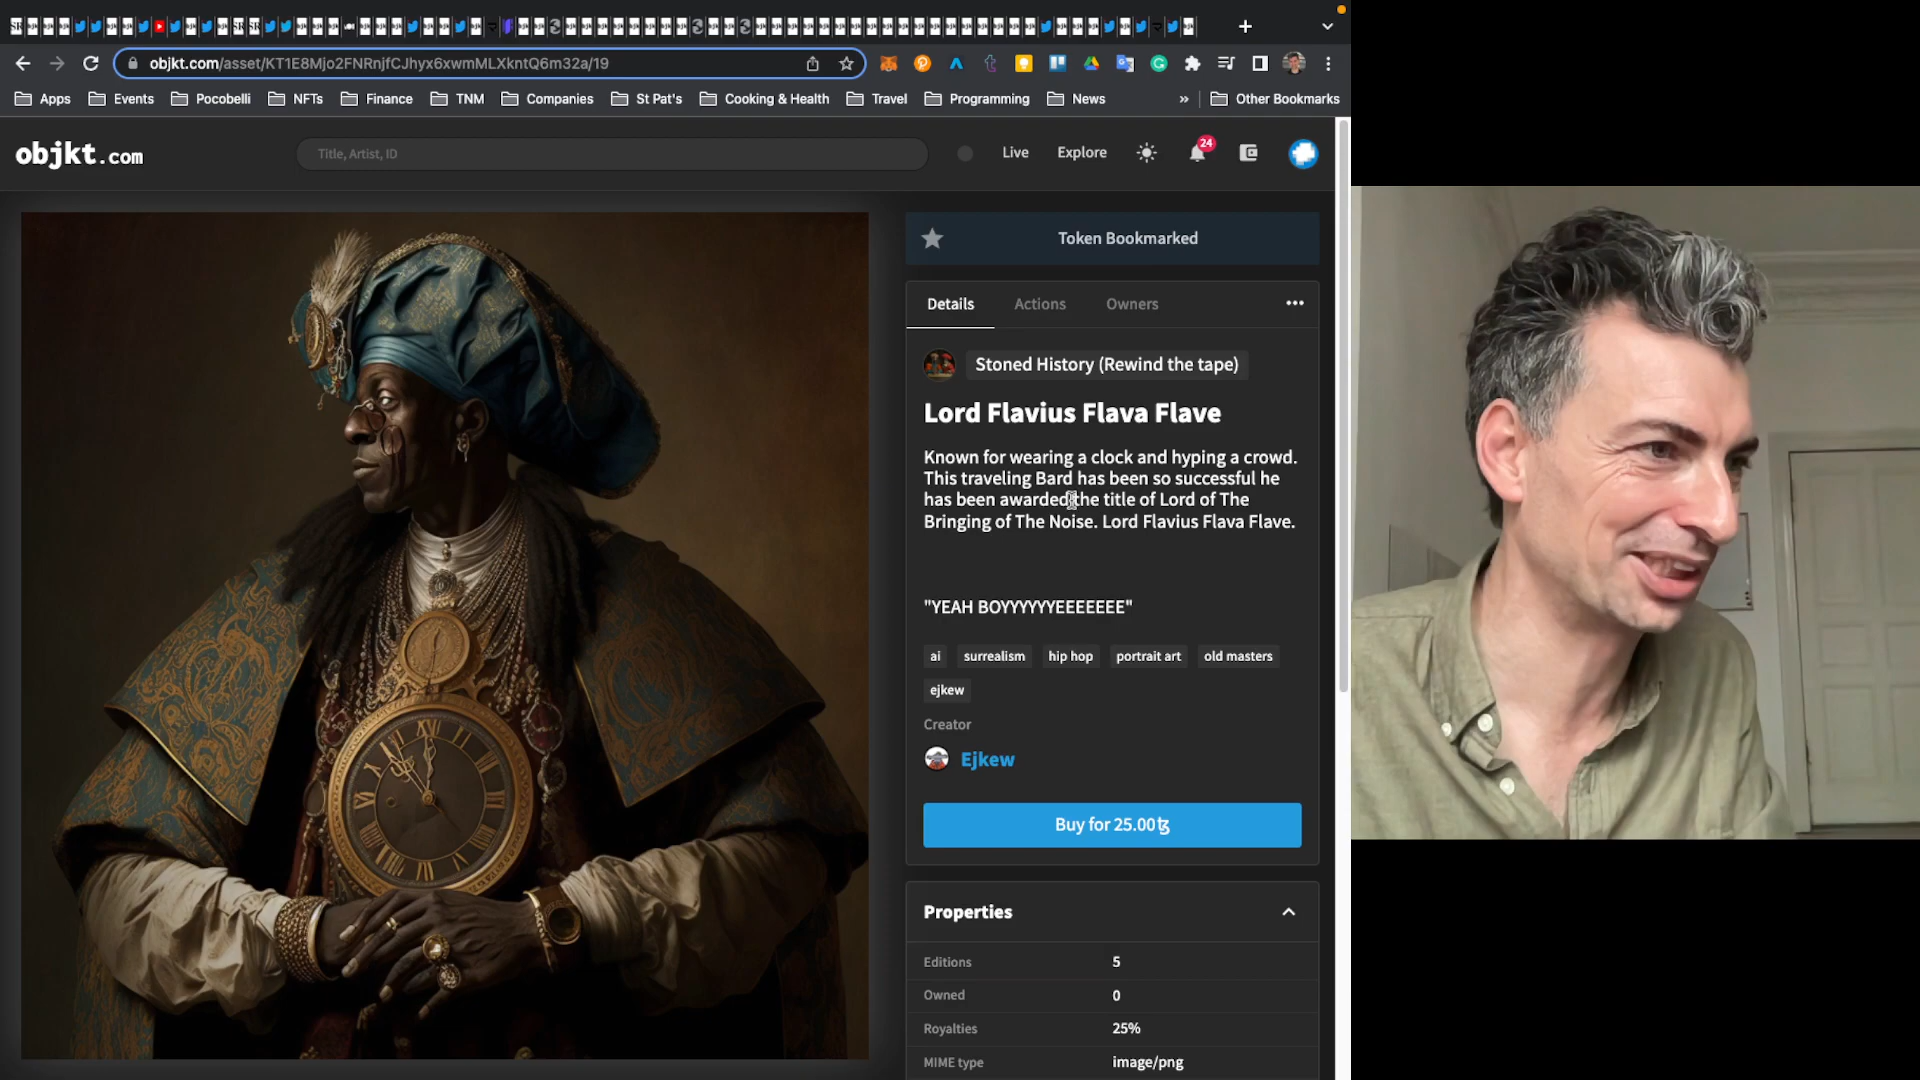 objkt.com/asset/KT1E8Mjo2FNRnjfCJhyx6xwmMLXkntQ6m32a/19
Apps Events Pocobelli NFTs Finance TNM Companies St Pat's Cooking & Health Travel Programming News » Other Bookmarks
objkt.com Title, Artist, ID Live Explore 24
Token Bookmarked
Details Actions Owners
Stoned History (Rewind the tape)
Lord Flavius Flava Flave
Known for wearing a clock and hyping a crowd.
This traveling Bard has been so successful he
has been awarded the title of Lord of The
Bringing of The Noise. Lord Flavius Flava Flave.
"YEAH BOYYYYYYEEEEEEE"
ai surrealism hip hop portrait art old masters
ejkew
Creator
Ejkew
Buy for 25.00ꜩ
Properties
Editions 5
Owned 0
Royalties 25%
MIME type image/png